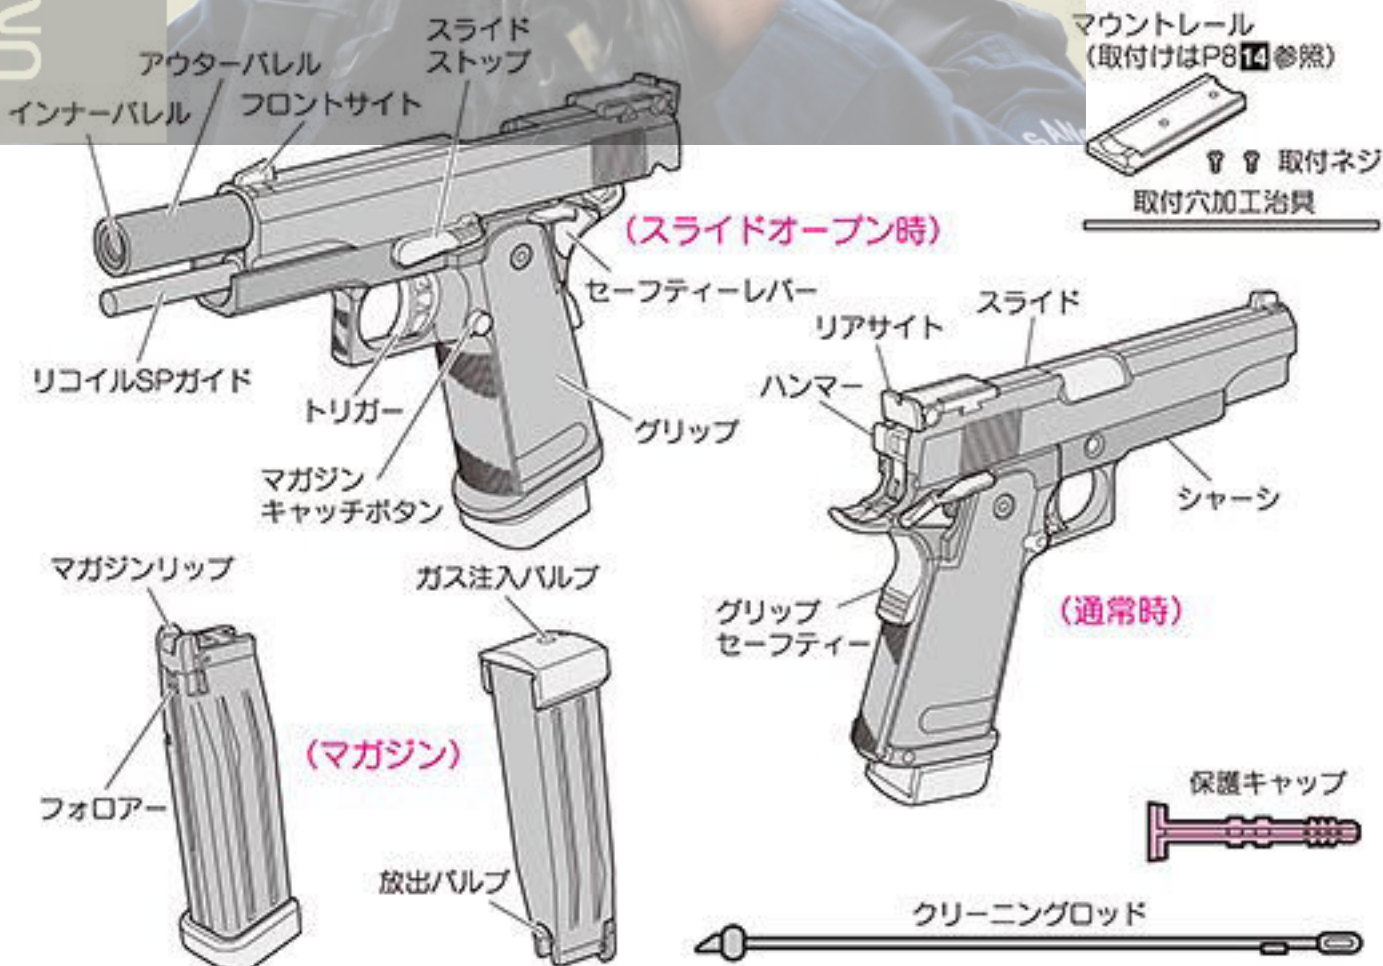 スライド
ストップ
アウターバレル
インナーバレル
フロントサイト
マウントレール
(取付けはP8 14 参照)
取付ネジ
取付穴加工治具
(スライドオープン時)
セーフティーレバー
スライド
リアサイト
ハンマー
リコイルSPガイド
トリガー
グリップ
マガジン
キャッチボタン
シャーシ
マガジンリップ
ガス注入バルブ
グリップ
セーフティー
(通常時)
(マガジン)
フォロアー
保護キャップ
放出バルブ
クリーニングロッド